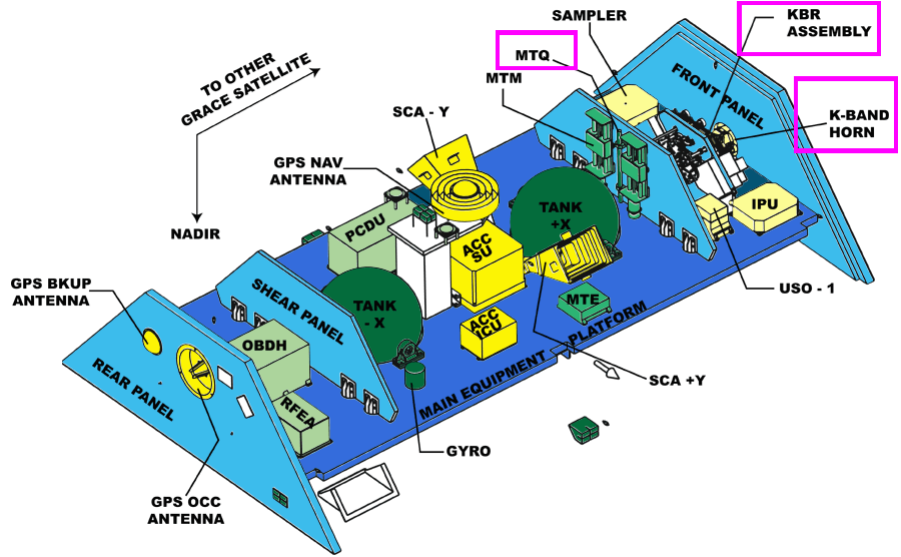 SAMPLER
KBR
ASSEMBLY
MTQ
MTM
FRONT PANEL
K-BAND
HORN
TO OTHER
GRACE SATELLITE
SCA - Y
GPS NAV
ANTENNA
NADIR
PCDU
TANK
+X
IPU
ACC
SU
USO - 1
GPS BKUP
ANTENNA
SHEAR PANEL
TANK
- X
MTE
ACC
ICU
OBDH
MAIN EQUIPMENT PLATFORM
SCA +Y
REAR PANEL
RFEA
GYRO
GPS OCC
ANTENNA